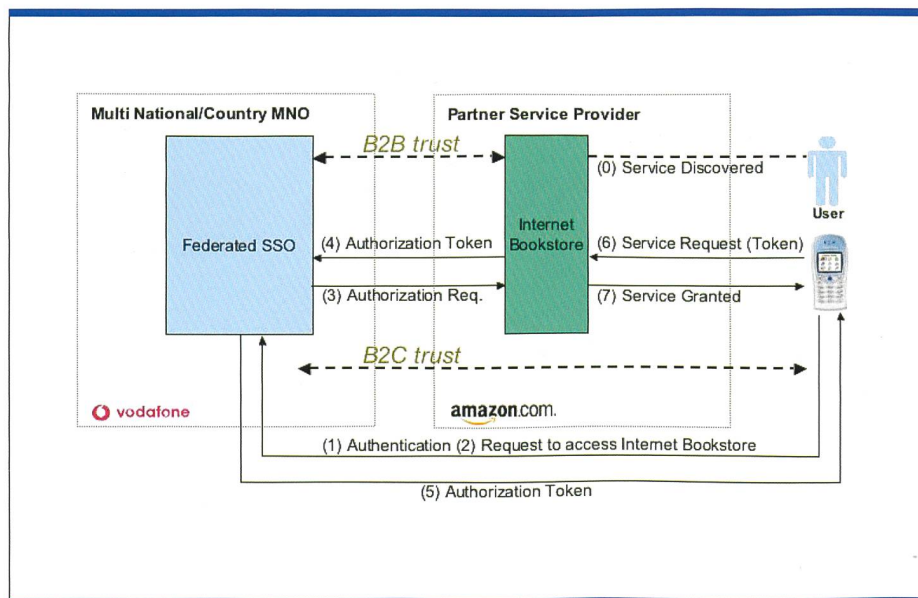 Multi National/Country MNO
Partner Service Provider
B2B trust
(0) Service Discovered
User
Federated SSO
Internet
Bookstore
(4) Authorization Token
(6) Service Request (Token)
(3) Authorization Req.
(7) Service Granted
B2C trust
vodafone
amazon.com.
(1) Authentication (2) Request to access Internet Bookstore
(5) Authorization Token